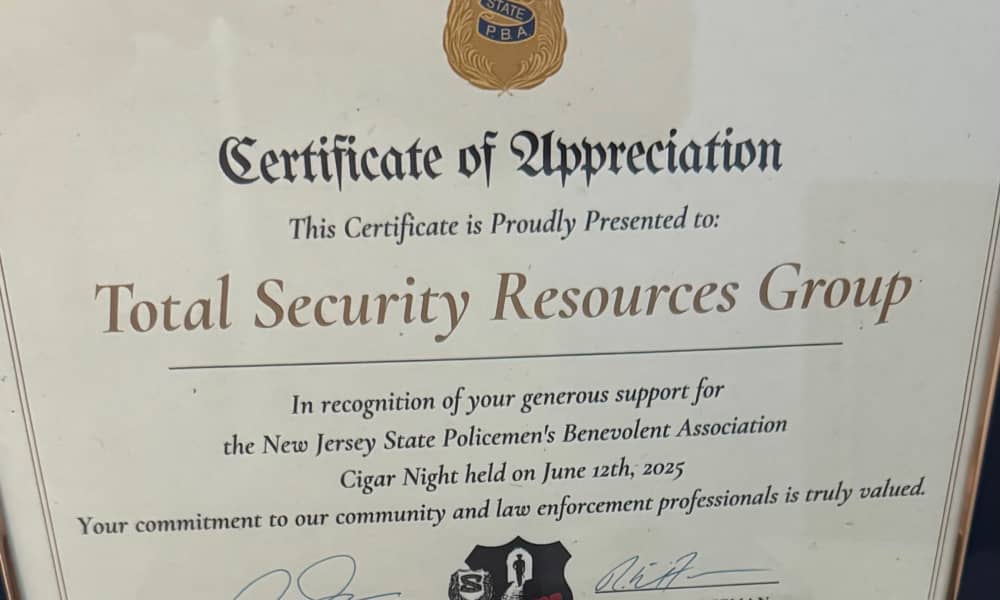 STATE
P.B.A.
Certificate of Appreciation
This Certificate is Proudly Presented to:
Total Security Resources Group
In recognition of your generous support for
the New Jersey State Policemen's Benevolent Association
Cigar Night held on June 12th, 2025
Your commitment to our community and law enforcement professionals is truly valued.
S